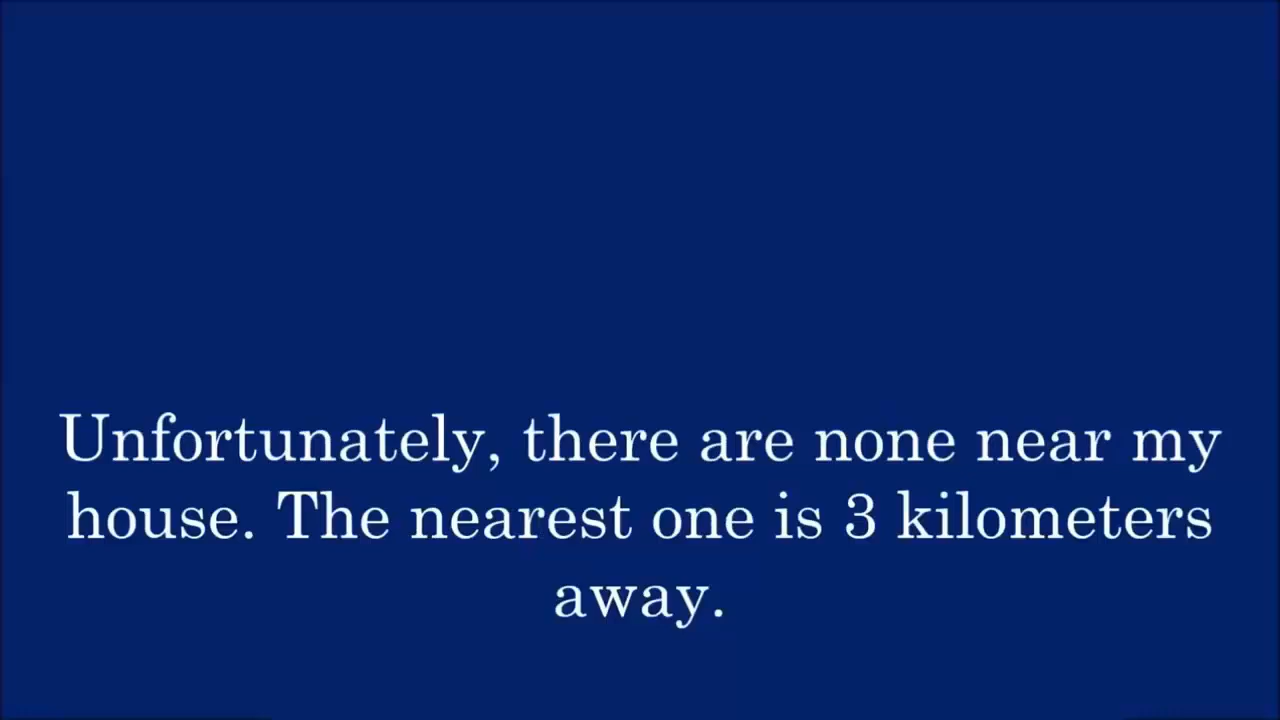 Unfortunately, there are none near my
house. The nearest one is 3 kilometers
away.